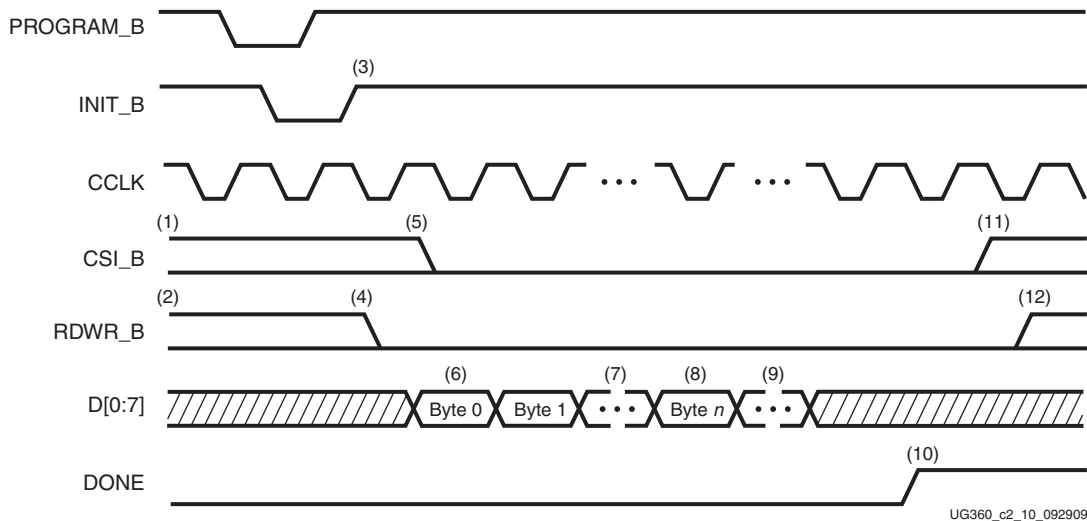 PROGRAM_B
(3)
INIT_B
CCLK
(1) (5) (11)
CSI_B
(2) (4) (12)
RDWR_B
(6) (7) (8) (9)
D[0:7] Byte 0 Byte 1 • • • Byte n • • •
(10)
DONE
UG360_c2_10_092909